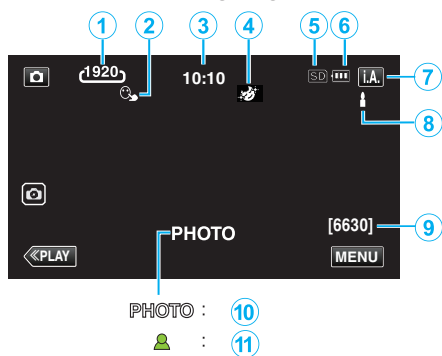 1 2 3 4 5 6
1920 10:10 SD i.A. 7
8
PHOTO [6630] 9
≪PLAY MENU
PHOTO : 10
: 11